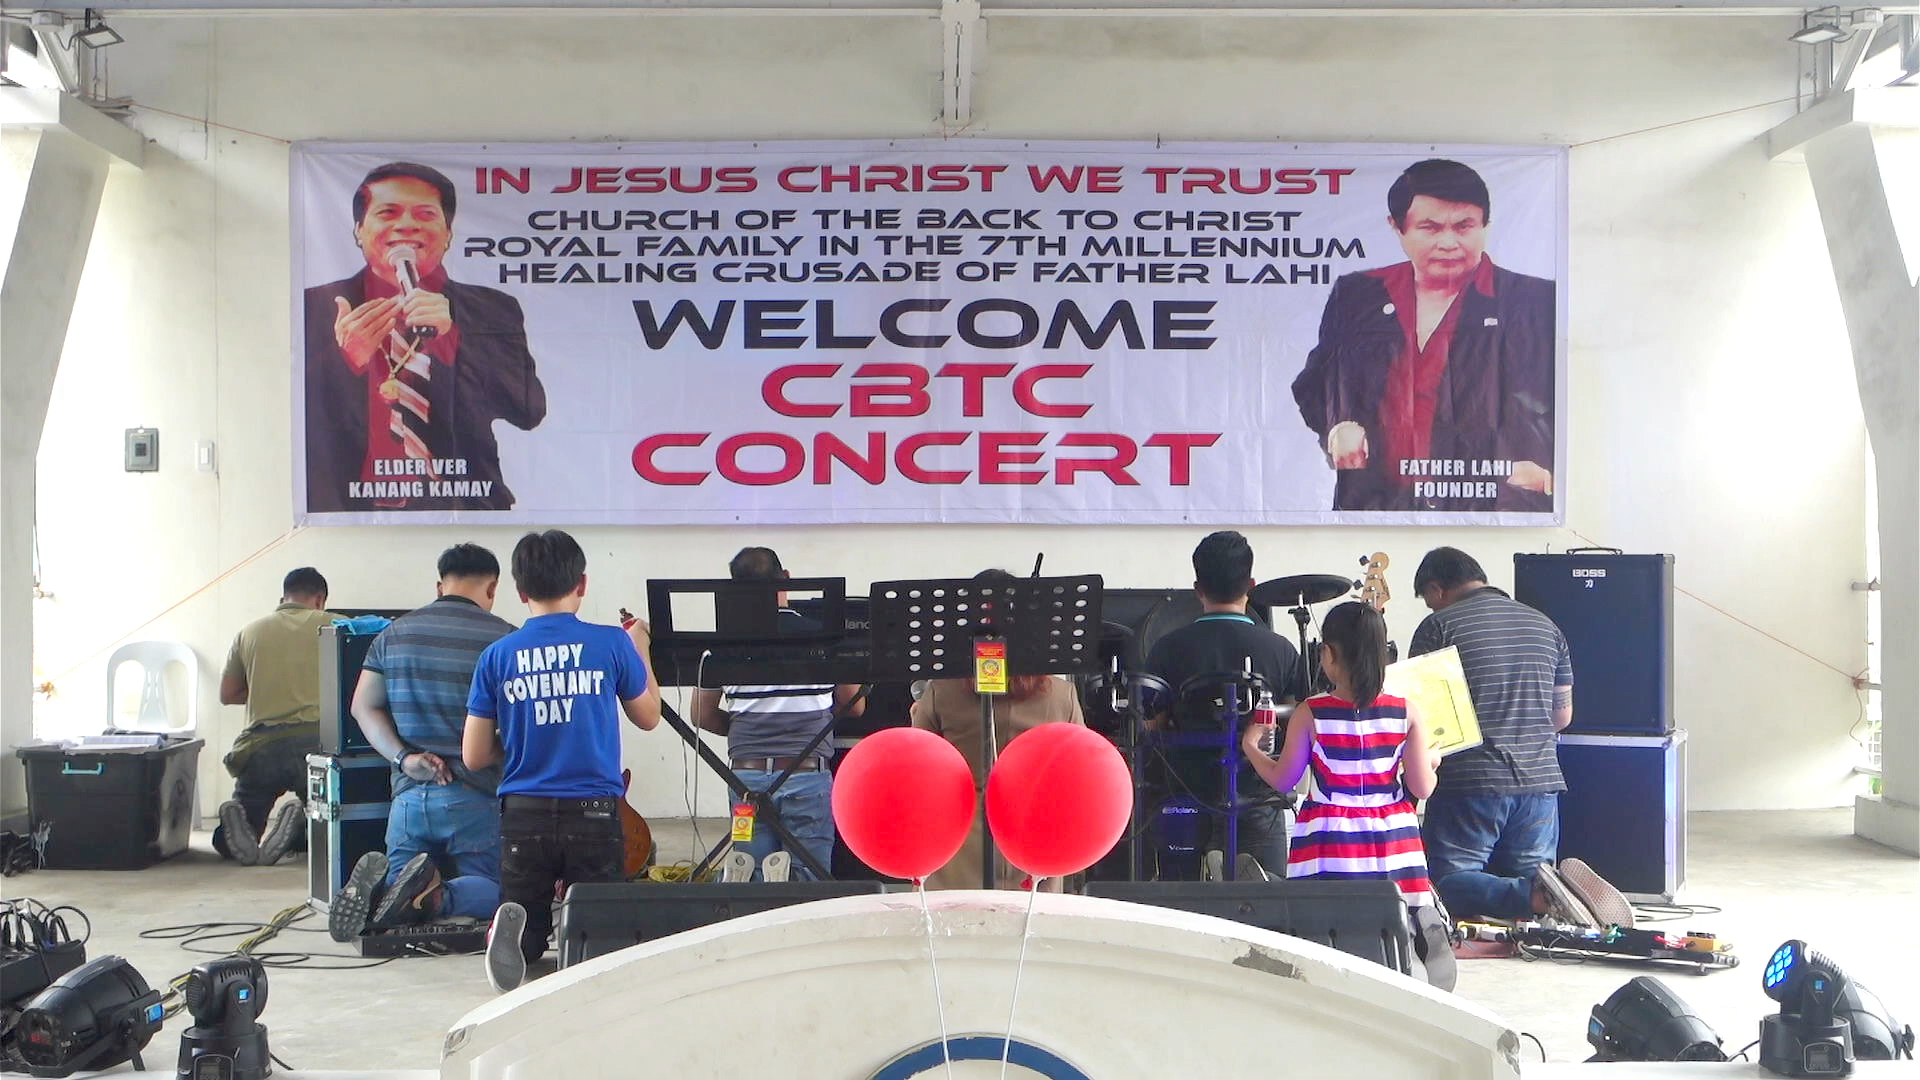 IN JESUS CHRIST WE TRUST
CHURCH OF THE BACK TO CHRIST
ROYAL FAMILY IN THE 7TH MILLENNIUM
HEALING CRUSADE OF FATHER LAHI
WELCOME
CBTC
CONCERT
ELDER VER
KANANG KAMAY
FATHER LAHI
FOUNDER
HAPPY
COVENANT
DAY
BOSS
Roland
Roland